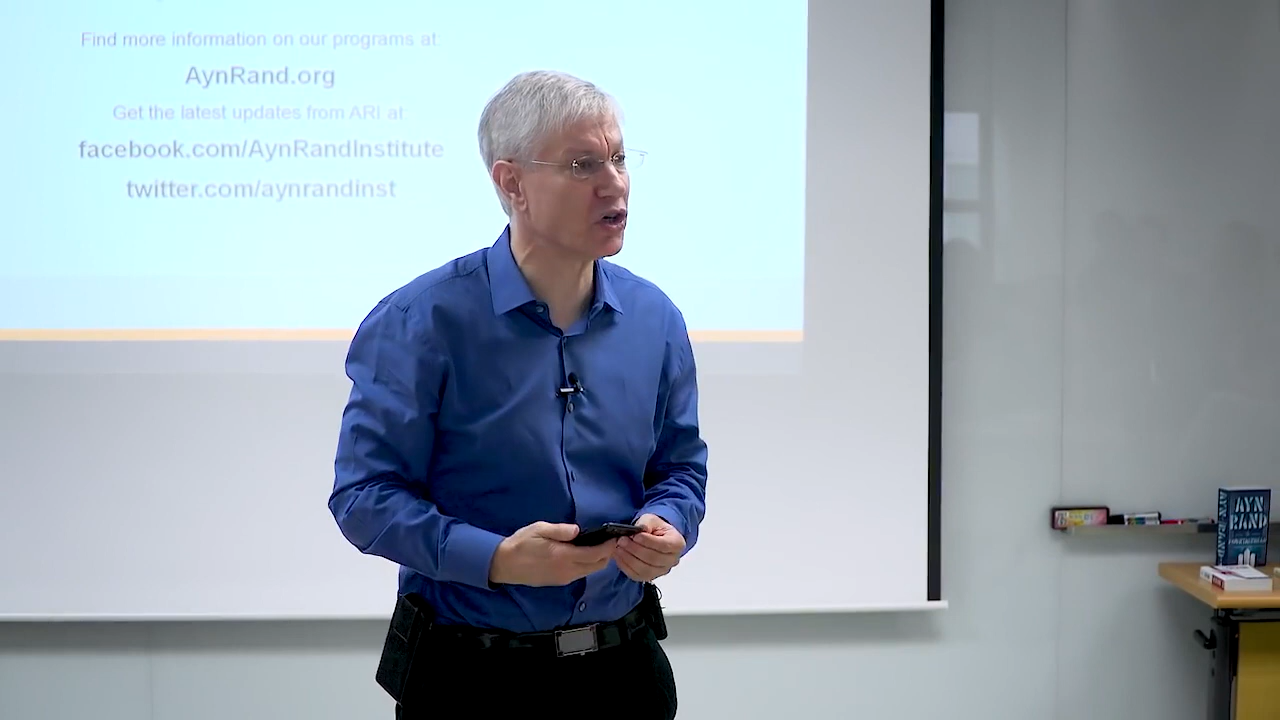 Find more information on our programs at:
AynRand.org
Get the latest updates from ARI at:
facebook.com/AynRandInstitute
twitter.com/aynrandinst
AYN
RAND